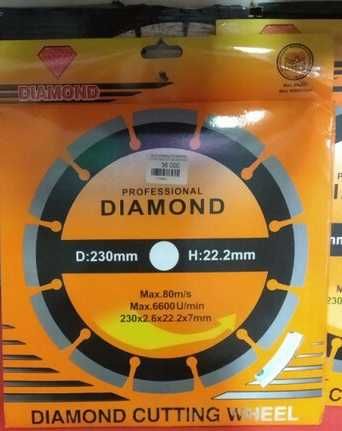 DIAMOND
PROFESSIONAL
DIAMOND
D:230mm H:22.2mm
Max.80m/s
Max.6600U/min
230x2.6x22.2x7mm
DIAMOND CUTTING WHEEL